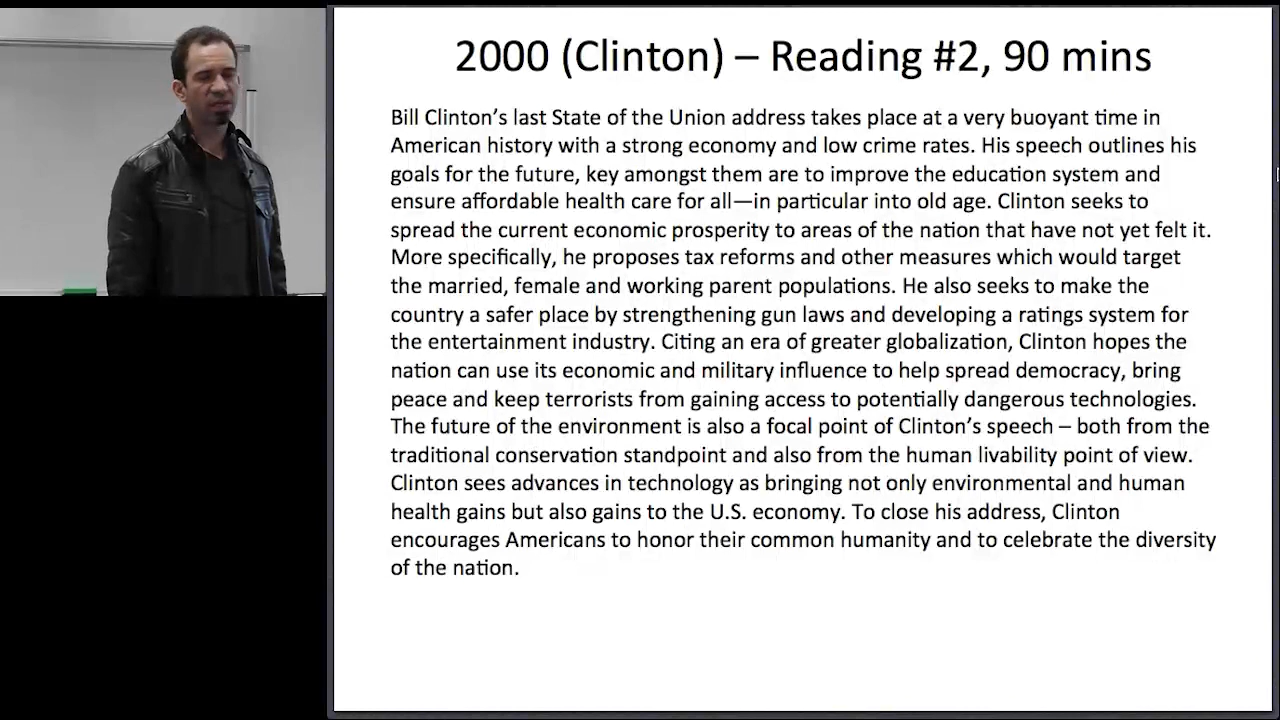 2000 (Clinton) – Reading #2, 90 mins
Bill Clinton's last State of the Union address takes place at a very buoyant time in
American history with a strong economy and low crime rates. His speech outlines his
goals for the future, key amongst them are to improve the education system and
ensure affordable health care for all—in particular into old age. Clinton seeks to
spread the current economic prosperity to areas of the nation that have not yet felt it.
More specifically, he proposes tax reforms and other measures which would target
the married, female and working parent populations. He also seeks to make the
country a safer place by strengthening gun laws and developing a ratings system for
the entertainment industry. Citing an era of greater globalization, Clinton hopes the
nation can use its economic and military influence to help spread democracy, bring
peace and keep terrorists from gaining access to potentially dangerous technologies.
The future of the environment is also a focal point of Clinton's speech – both from the
traditional conservation standpoint and also from the human livability point of view.
Clinton sees advances in technology as bringing not only environmental and human
health gains but also gains to the U.S. economy. To close his address, Clinton
encourages Americans to honor their common humanity and to celebrate the diversity
of the nation.